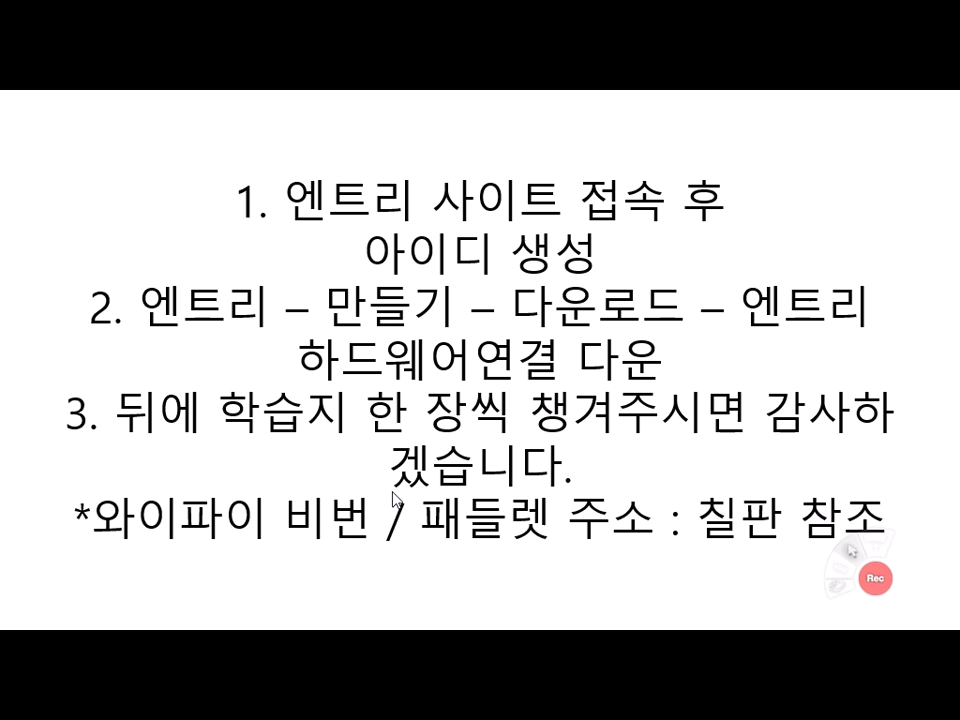 1. 엔트리 사이트 접속 후
아이디 생성
2. 엔트리 – 만들기 – 다운로드 – 엔트리
하드웨어연결 다운
3. 뒤에 학습지 한 장씩 챙겨주시면 감사하
겠습니다.
*와이파이 비번 / 패들렛 주소 : 칠판 참조
Rec